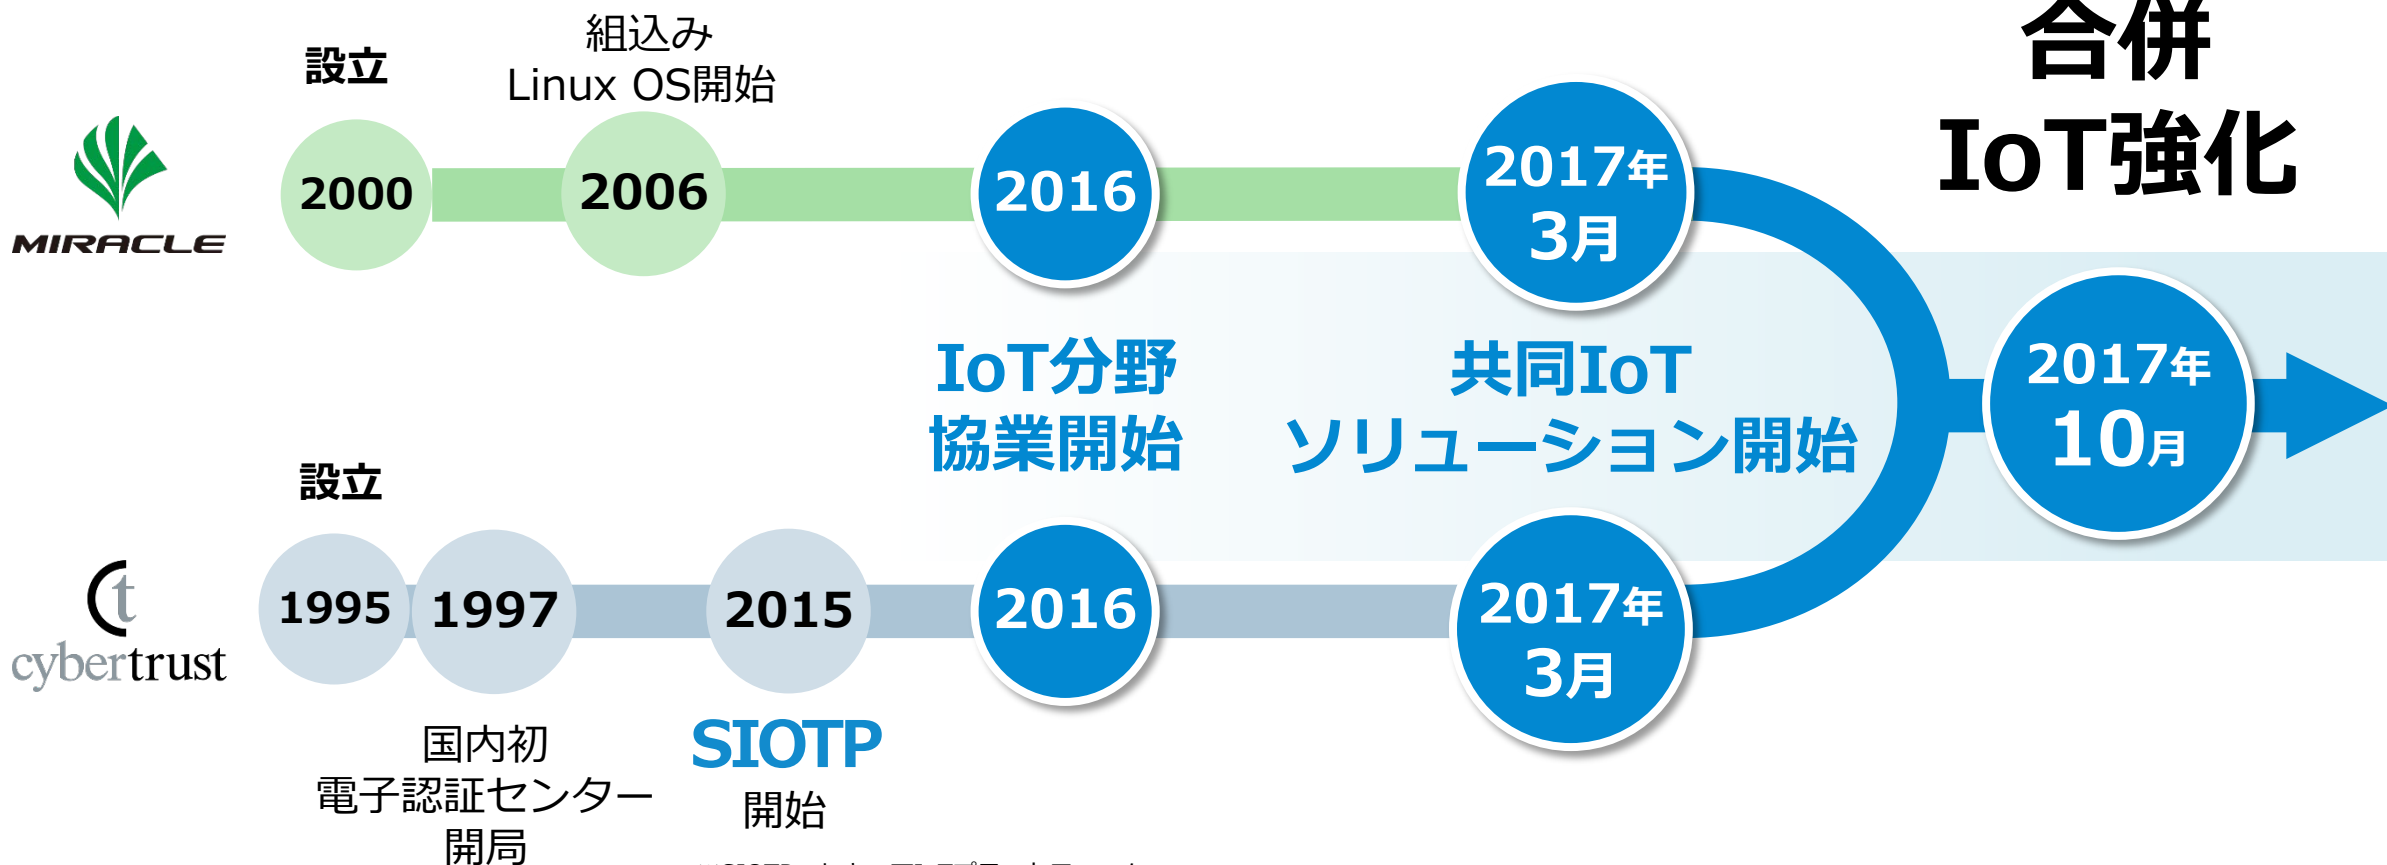 合併
IoT強化
設立
組込み
Linux OS開始
MIRACLE
2000
2006
2016
2017年
3月
IoT分野
協業開始
共同IoT
ソリューション開始
2017年
10月
設立
cybertrust
1995
1997
2015
2016
2017年
3月
国内初
電子認証センター
開局
SIOTP
開始